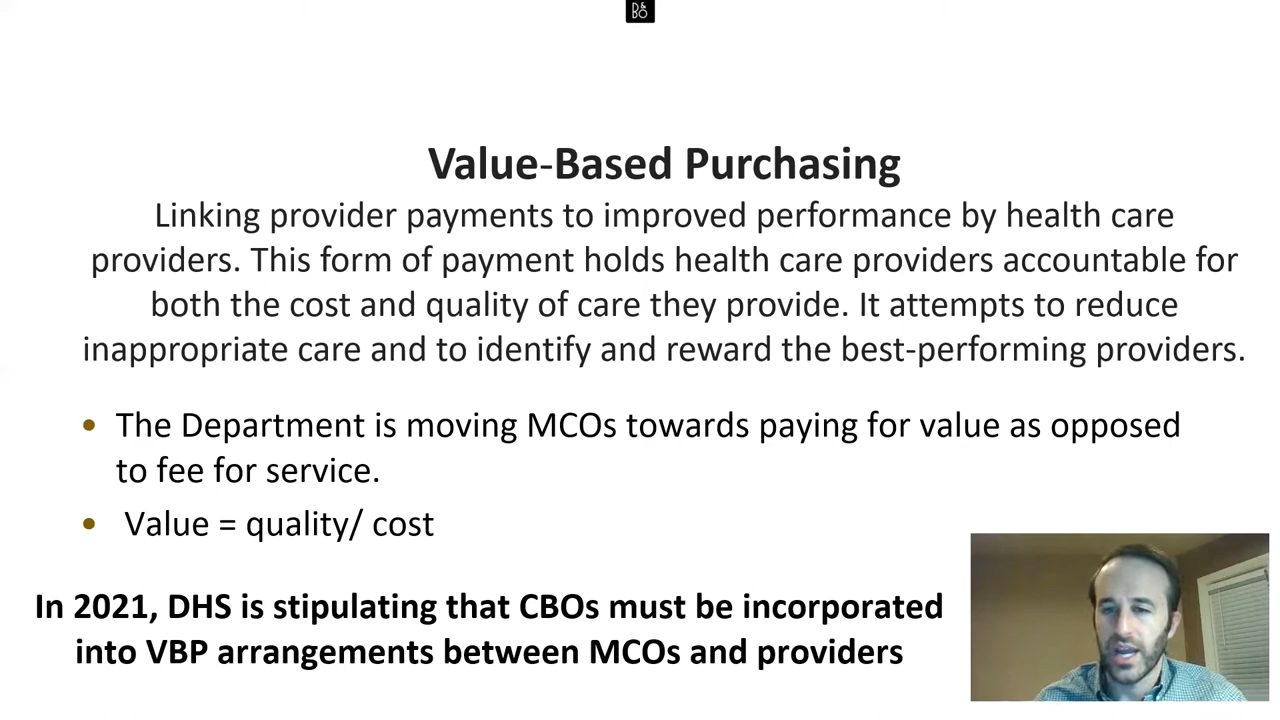 B&O
Value-Based Purchasing
Linking provider payments to improved performance by health care
providers. This form of payment holds health care providers accountable for
both the cost and quality of care they provide. It attempts to reduce
inappropriate care and to identify and reward the best-performing providers.
• The Department is moving MCOs towards paying for value as opposed
to fee for service.
• Value = quality/ cost
In 2021, DHS is stipulating that CBOs must be incorporated
into VBP arrangements between MCOs and providers